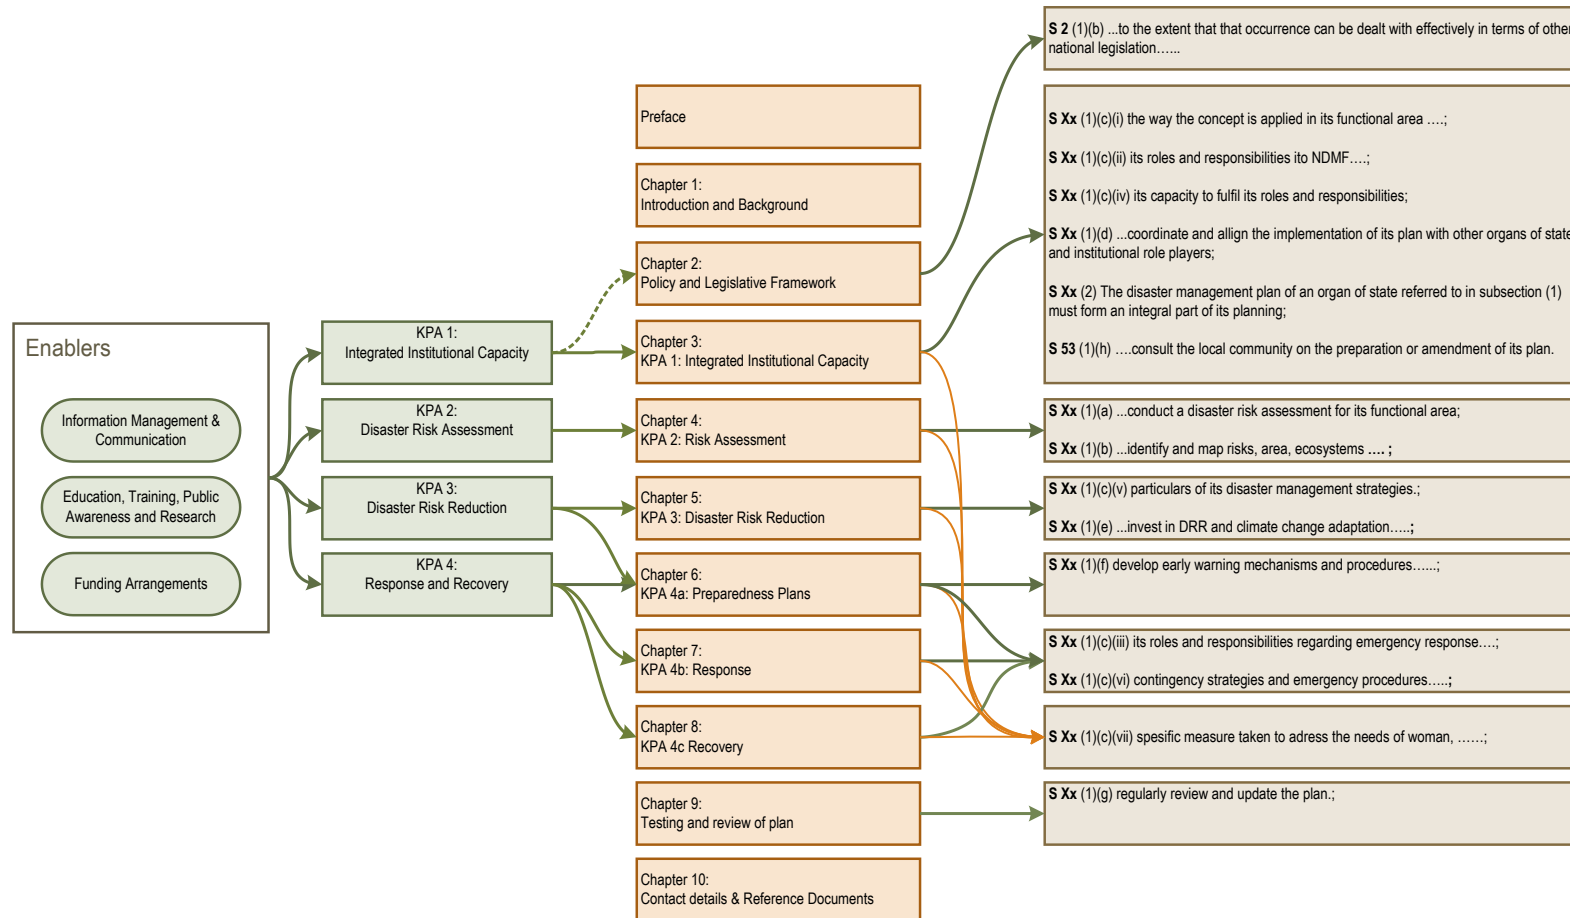 Enablers
Information Management &
Communication
Education, Training, Public
Awareness and Research
Funding Arrangements
KPA 1:
Integrated Institutional Capacity
KPA 2:
Disaster Risk Assessment
KPA 3:
Disaster Risk Reduction
KPA 4:
Response and Recovery
Preface
Chapter 1:
Introduction and Background
Chapter 2:
Policy and Legislative Framework
Chapter 3:
KPA 1: Integrated Institutional Capacity
Chapter 4:
KPA 2: Risk Assessment
Chapter 5:
KPA 3: Disaster Risk Reduction
Chapter 6:
KPA 4a: Preparedness Plans
Chapter 7:
KPA 4b: Response
Chapter 8:
KPA 4c Recovery
Chapter 9:
Testing and review of plan
Chapter 10:
Contact details & Reference Documents
S 2 (1)(b) ...to the extent that that occurrence can be dealt with effectively in terms of other
national legislation…...
S Xx (1)(c)(i) the way the concept is applied in its functional area ….;
S Xx (1)(c)(ii) its roles and responsibilities ito NDMF….;
S Xx (1)(c)(iv) its capacity to fulfil its roles and responsibilities;
S Xx (1)(d) ...coordinate and allign the implementation of its plan with other organs of state
and institutional role players;
S Xx (2) The disaster management plan of an organ of state referred to in subsection (1)
must form an integral part of its planning;
S 53 (1)(h) ….consult the local community on the preparation or amendment of its plan.
S Xx (1)(a) ...conduct a disaster risk assessment for its functional area;
S Xx (1)(b) ...identify and map risks, area, ecosystems …. ;
S Xx (1)(c)(v) particulars of its disaster management strategies.;
S Xx (1)(e) ...invest in DRR and climate change adaptation…..;
S Xx (1)(f) develop early warning mechanisms and procedures…...;
S Xx (1)(c)(iii) its roles and responsibilities regarding emergency response….;
S Xx (1)(c)(vi) contingency strategies and emergency procedures…..;
S Xx (1)(c)(vii) spesific measure taken to adress the needs of woman, ……;
S Xx (1)(g) regularly review and update the plan.;